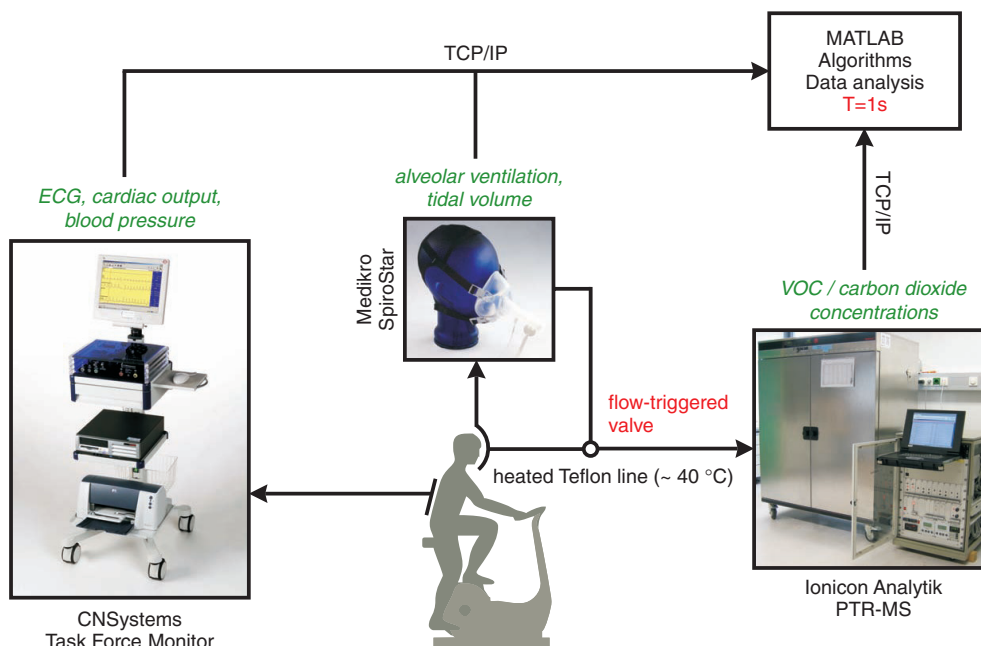 TCP/IP
MATLAB
Algorithms
Data analysis
T=1s
ECG, cardiac output,
blood pressure
alveolar ventilation,
tidal volume
TCP/IP
Medikro
SpiroStar
VOC / carbon dioxide
concentrations
flow-triggered
valve
heated Teflon line (~ 40 °C)
CNSystems
Task Force Monitor
Ionicon Analytik
PTR-MS